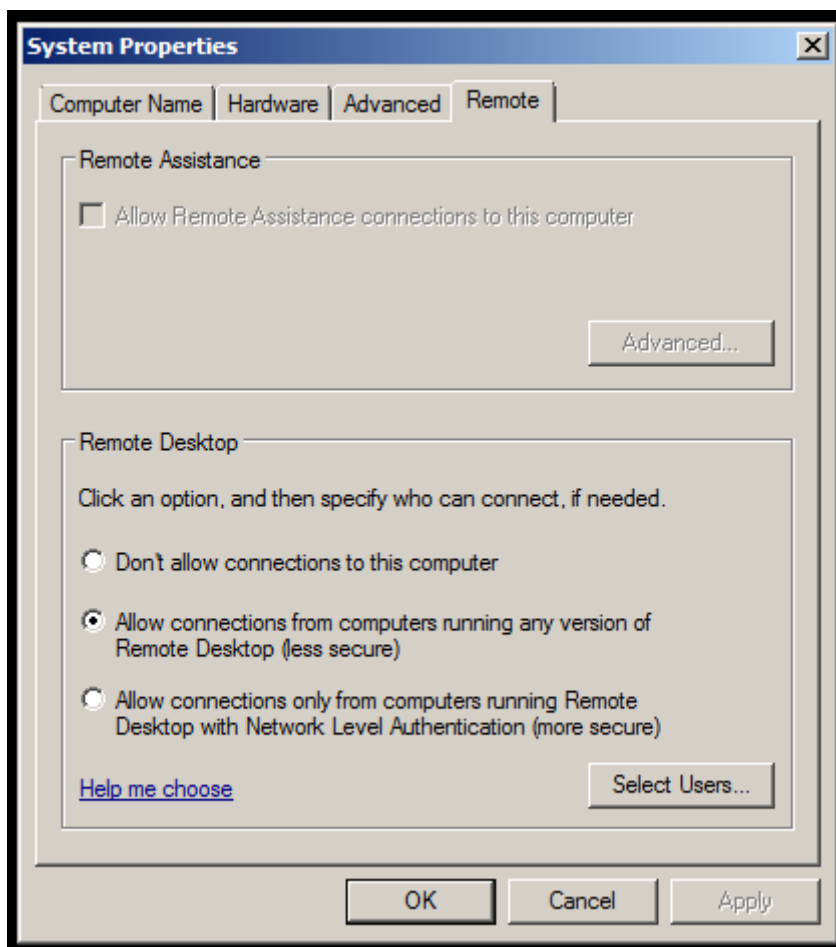 System Properties
Computer Name
Hardware
Advanced
Remote
Remote Assistance
Allow Remote Assistance connections to this computer
Advanced...
Remote Desktop
Click an option, and then specify who can connect, if needed.
Don't allow connections to this computer
Allow connections from computers running any version of
Remote Desktop (less secure)
Allow connections only from computers running Remote
Desktop with Network Level Authentication (more secure)
Help me choose
Select Users...
OK
Cancel
Apply